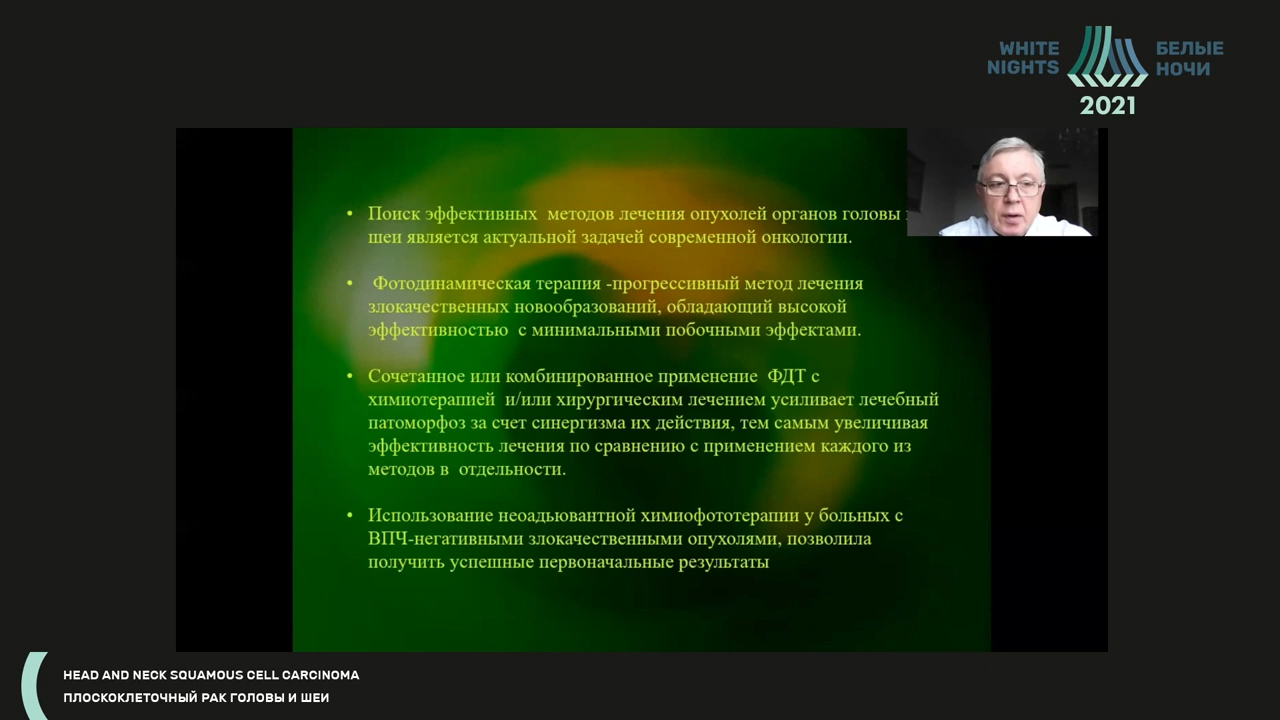 WHITE
NIGHTS
БЕЛЫЕ
НОЧИ
2021
• Поиск эффективных методов лечения опухолей органов головы
шеи является актуальной задачей современной онкологии.
• Фотодинамическая терапия -прогрессивный метод лечения
злокачественных новообразований, обладающий высокой
эффективностью с минимальными побочными эффектами.
• Сочетанное или комбинированное применение ФДТ с
химиотерапией и/или хирургическим лечением усиливает лечебный
патоморфоз за счет синергизма их действия, тем самым увеличивая
эффективность лечения по сравнению с применением каждого из
методов в отдельности.
• Использование неоадьювантной химиофототерапии у больных с
ВПЧ-негативными злокачественными опухолями, позволила
получить успешные первоначальные результаты
HEAD AND NECK SQUAMOUS CELL CARCINOMA
ПЛОСКОКЛЕТОЧНЫЙ РАК ГОЛОВЫ И ШЕИ